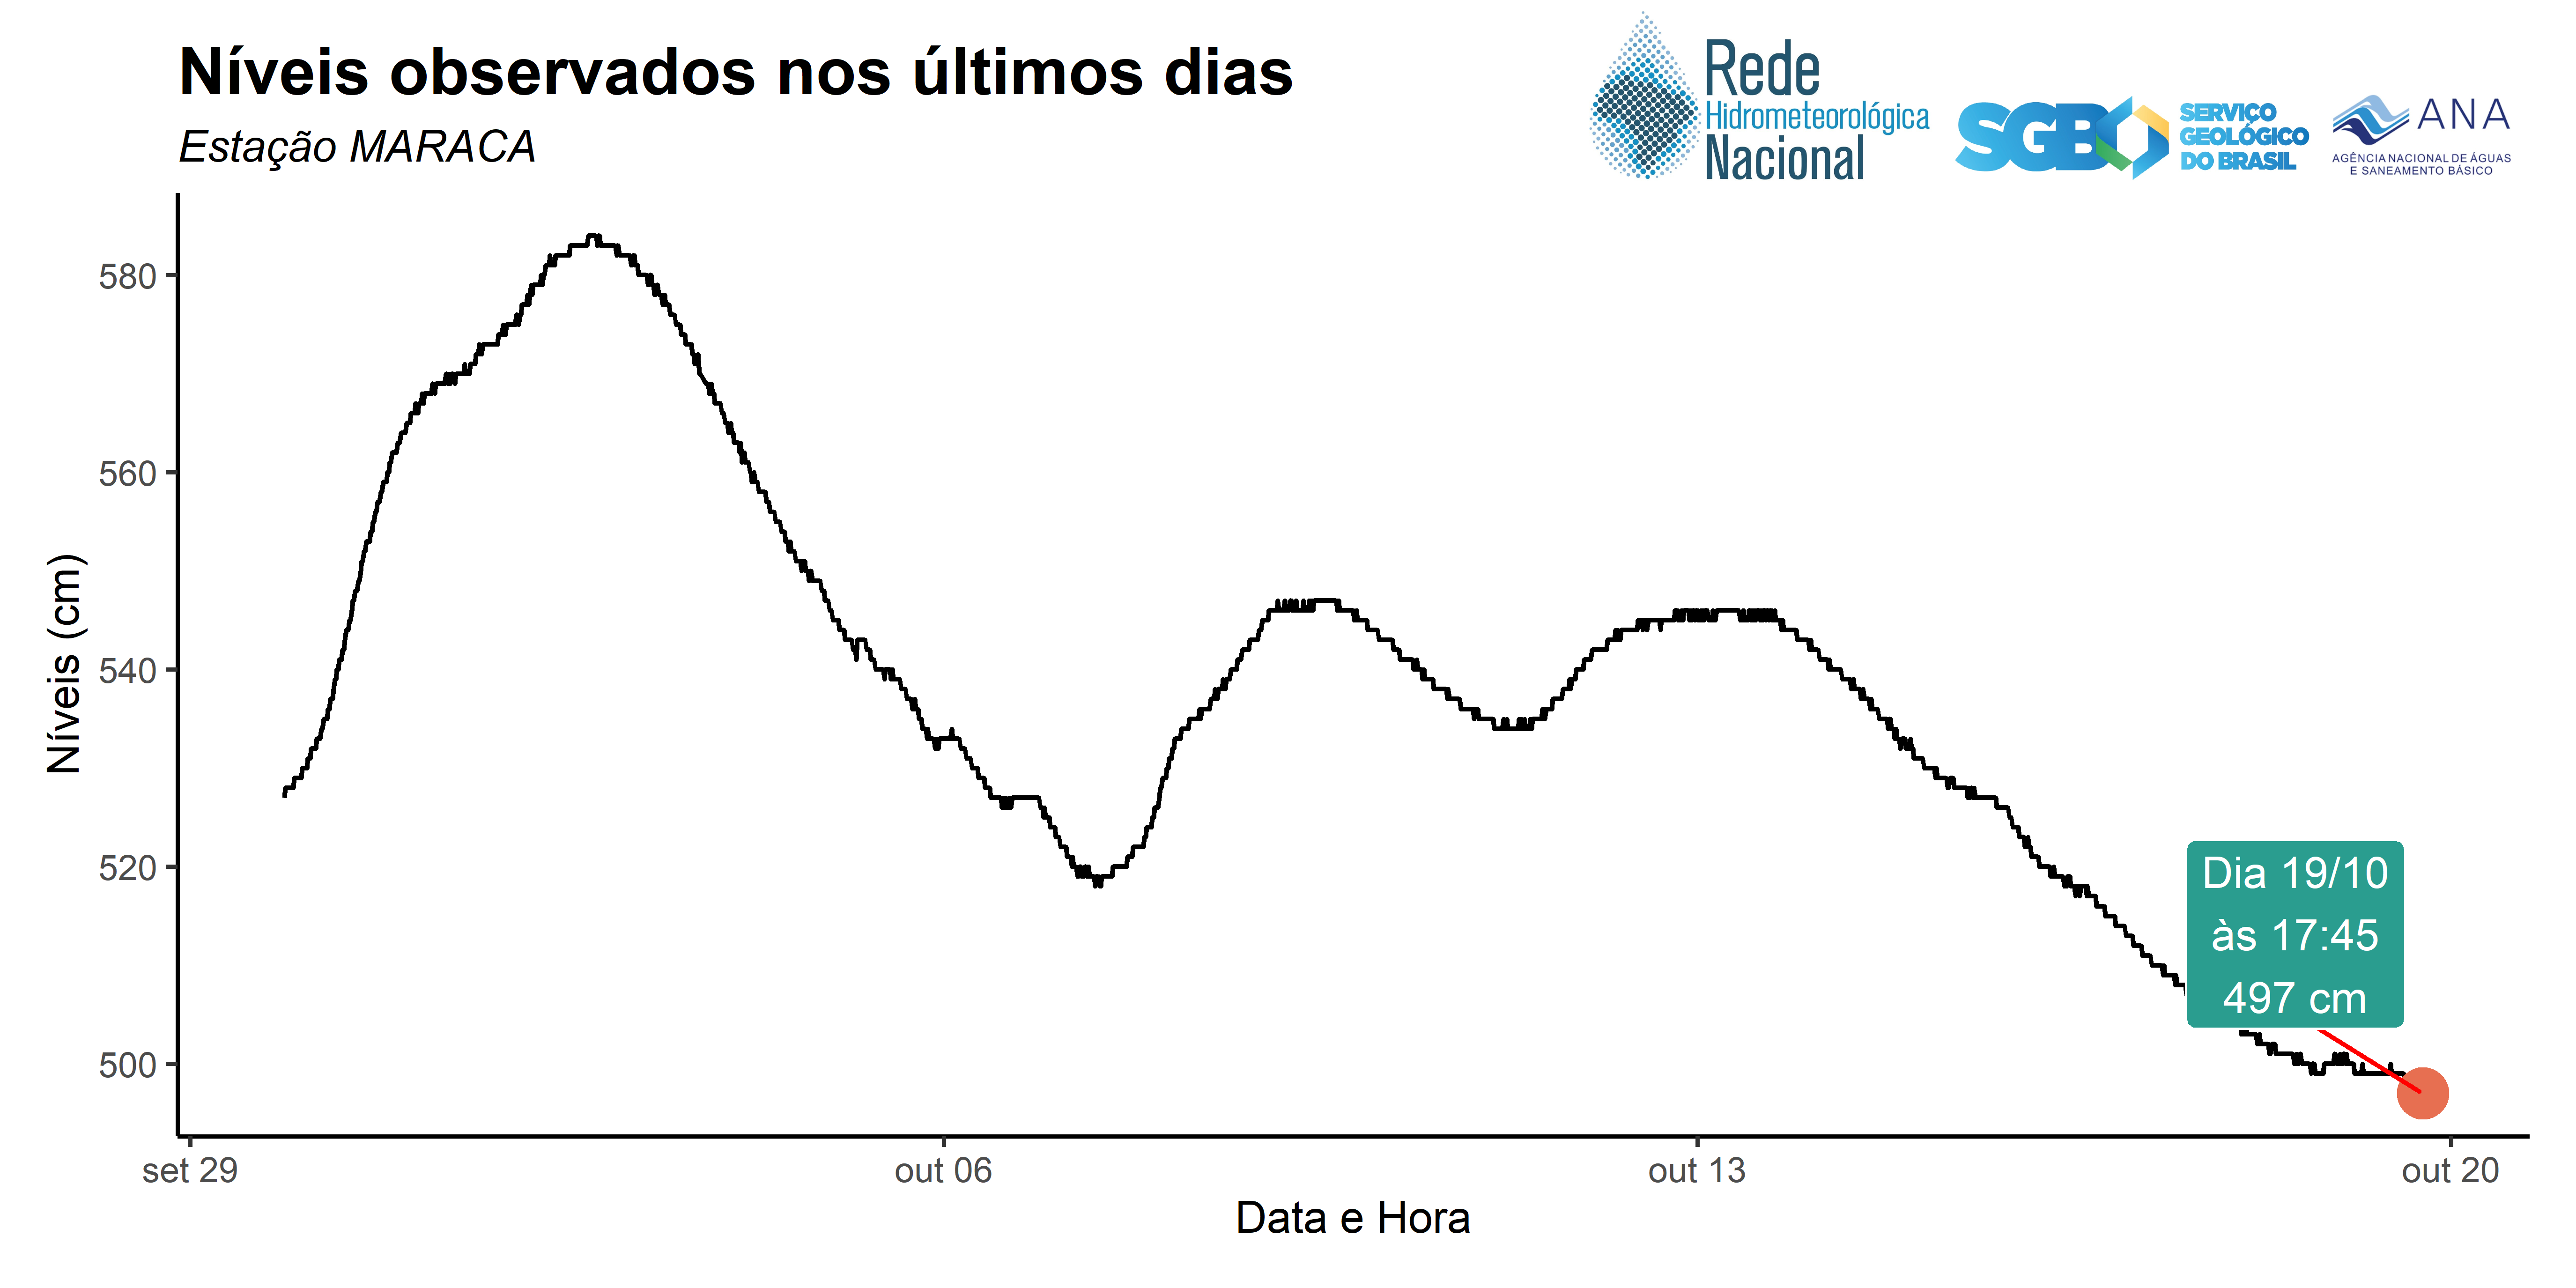 Níveis observados nos últimos dias
Estação MARACA
Rede
Hidrometeorológica
Nacional
SGB
SERVIÇO
GEOLÓGICO
DO BRASIL
ANA
AGÊNCIA NACIONAL DE ÁGUAS
E SANEAMENTO BÁSICO
580
560
540
520
500
Níveis (cm)
Dia 19/10
às 17:45
497 cm
set 29
out 06
out 13
out 20
Data e Hora